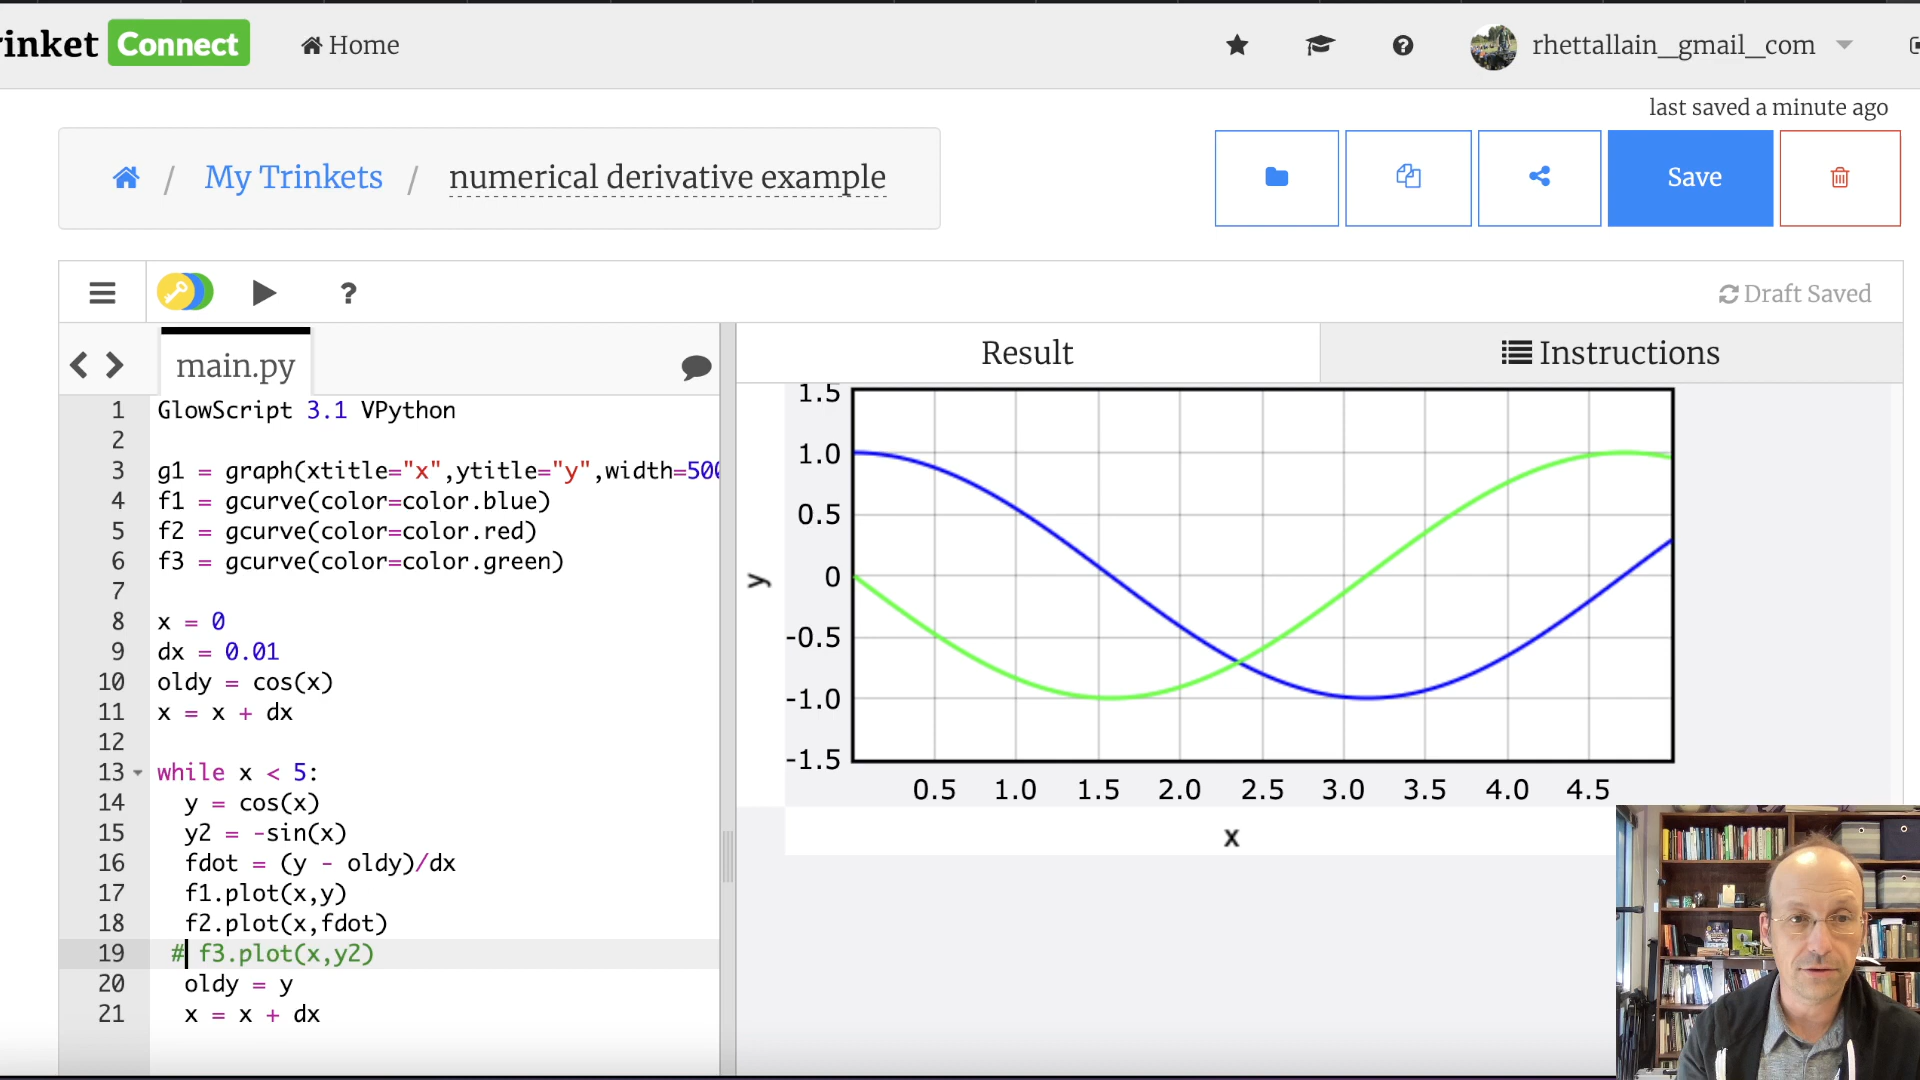 rinket Connect Home rhettallain_gmail_com
last saved a minute ago
/ My Trinkets / numerical derivative example
Save
?
Draft Saved
main.py
Result
Instructions
1 GlowScript 3.1 VPython
2
3 g1 = graph(xtitle="x",ytitle="y",width=500
4 f1 = gcurve(color=color.blue)
5 f2 = gcurve(color=color.red)
6 f3 = gcurve(color=color.green)
7
8 x = 0
9 dx = 0.01
10 oldy = cos(x)
11 x = x + dx
12
13 while x < 5:
14 y = cos(x)
15 y2 = -sin(x)
16 fdot = (y - oldy)/dx
17 f1.plot(x,y)
18 f2.plot(x,fdot)
19 # f3.plot(x,y2)
20 oldy = y
21 x = x + dx
1.5
1.0
0.5
0
-0.5
-1.0
-1.5
y
0.5 1.0 1.5 2.0 2.5 3.0 3.5 4.0 4.5
x